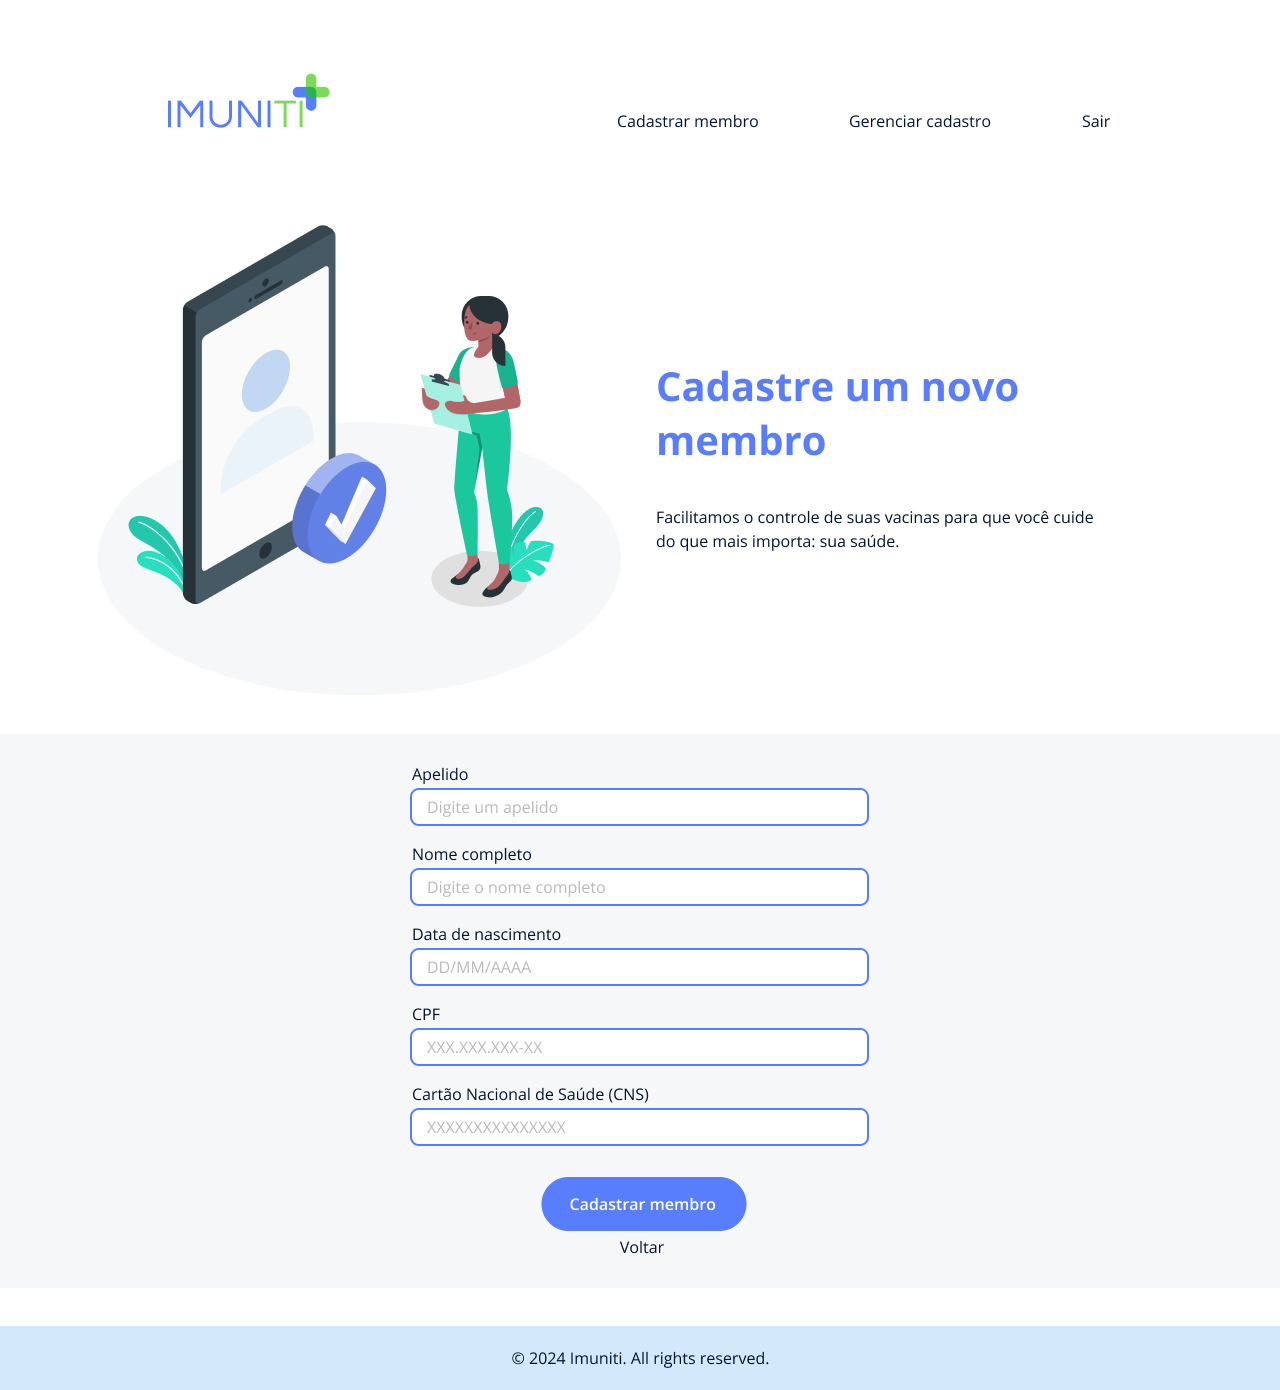 IMUNITI
Cadastrar membro
Gerenciar cadastro
Sair
Cadastre um novo
membro
Facilitamos o controle de suas vacinas para que você cuide
do que mais importa: sua saúde.
Apelido
Digite um apelido
Nome completo
Digite o nome completo
Data de nascimento
DD/MM/AAAA
CPF
XXX.XXX.XXX-XX
Cartão Nacional de Saúde (CNS)
XXXXXXXXXXXXXXX
Cadastrar membro
Voltar
© 2024 Imuniti. All rights reserved.